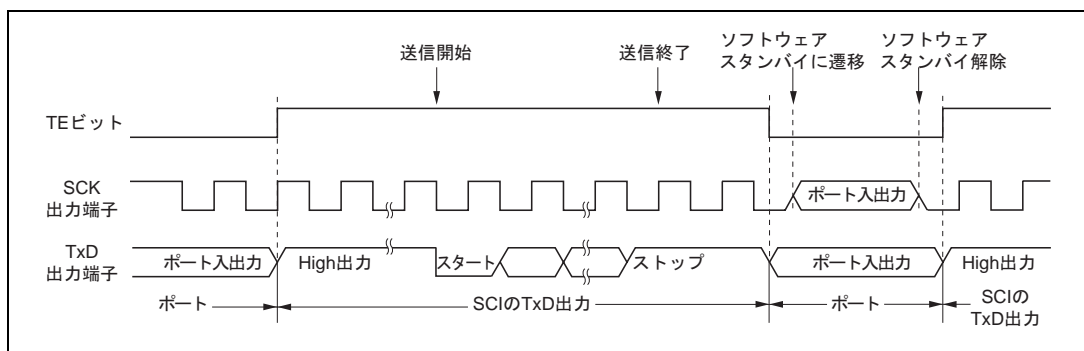 送信開始
送信終了
ソフトウェア
スタンバイに遷移
ソフトウェア
スタンバイ解除
TEビット
SCK
出力端子
ポート入出力
TxD
出力端子
ポート入出力
High出力
スタート
ストップ
ポート入出力
High出力
ポート
SCIのTxD出力
ポート
SCIの
TxD出力